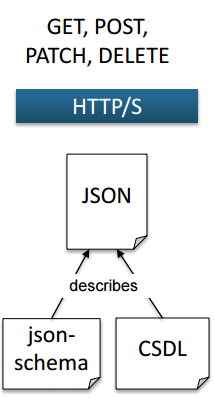 GET, POST,
PATCH, DELETE
HTTP/S
JSON
describes
json-
schema
CSDL